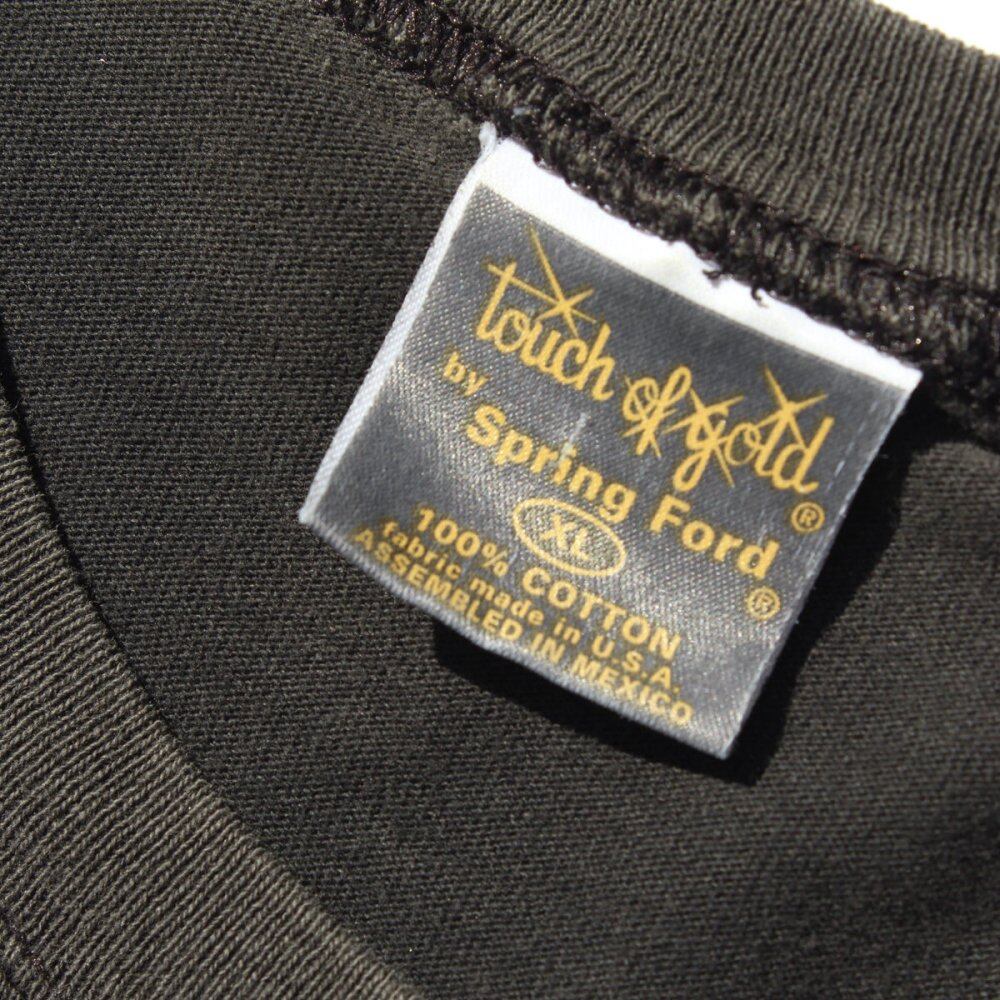 touch of gold®
by
Spring Ford®
XL
100% COTTON
fabric made in U.S.A.
ASSEMBLED IN MEXICO